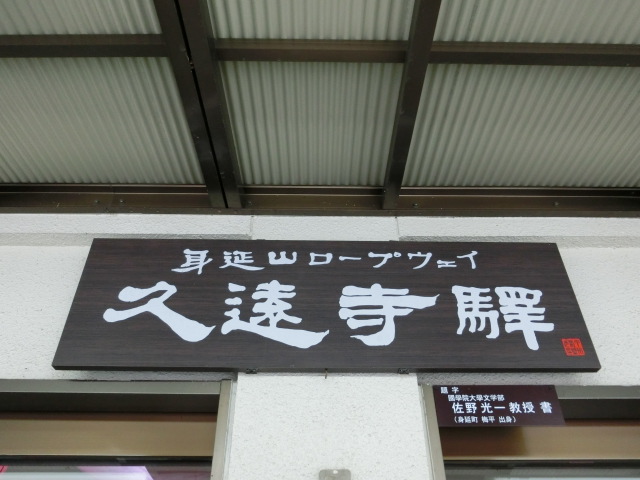 身延山ロープウェイ
久遠寺驛
題字
國學院大學文学部
佐野光一教授 書
(身延町 梅平 出身)